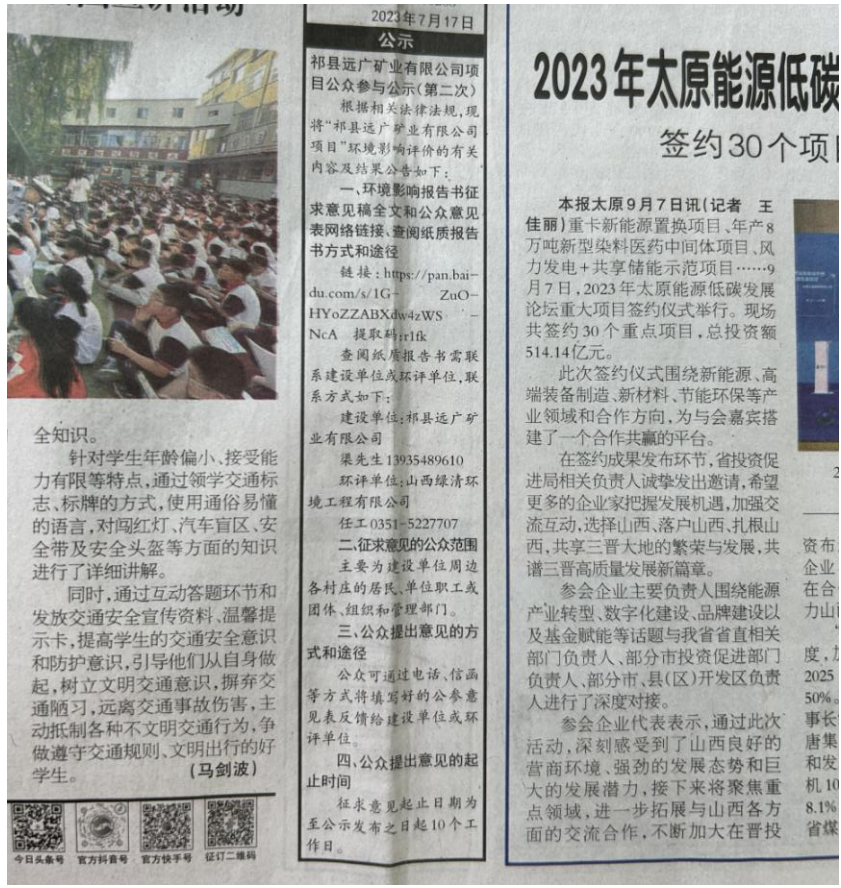 全知识。
针对学生年龄偏小、接受能
力有限等特点,通过领学交通标
志、标牌的方式,使用通俗易懂
的语言,对闯红灯、汽车盲区、安
全带及安全头盔等方面的知识
进行了详细讲解。
同时,通过互动答题环节和
发放交通安全宣传资料、温馨提
示卡,提高学生的交通安全意识
和防护意识,引导他们从自身做
起,树立文明交通意识,摒弃交
通陋习,远离交通事故伤害,主
动抵制各种不文明交通行为,争
做遵守交通规则、文明出行的好
学生。 (马剑波)
今日头条号 官方抖音号 官方快手号 征订二维码
2023年7月17日
公示
祁县远广矿业有限公司项
目公众参与公示(第二次)
根据相关法律法规,现
将“祁县远广矿业有限公司
项目”环境影响评价的有关
内容及结果公告如下:
一、环境影响报告书征
求意见稿全文和公众意见
表网络链接、查阅纸质报告
书方式和途径
链接:https://pan.bai-
du.com/s/1G- ZuO-
HYoZZABXdw4zWS -
NcA 提取码:r1fk
查阅纸质报告书需联
系建设单位或环评单位,联
系方式如下:
建设单位:祁县远广矿
业有限公司
渠先生13935489610
环评单位:山西绿清环
境工程有限公司
任工0351-5227707
二、征求意见的公众范围
主要为建设单位周边
各村庄的居民、单位职工或
团体、组织和管理部门。
三、公众提出意见的方
式和途径
公众可通过电话、信函
等方式将填写好的公参意
见表反馈给建设单位或环
评单位。
四、公众提出意见的起
止时间
征求意见起止日期为
至公示发布之日起10个工
作日。
2023年太原能源低碳
签约30个项目
本报太原9月7日讯(记者 王
佳丽)重卡新能源置换项目、年产8
万吨新型染料医药中间体项目、风
力发电+共享储能示范项目……9
月7日,2023年太原能源低碳发展
论坛重大项目签约仪式举行。现场
共签约30个重点项目,总投资额
514.14亿元。
此次签约仪式围绕新能源、高
端装备制造、新材料、节能环保等产
业领域和合作方向,为与会嘉宾搭
建了一个合作共赢的平台。
在签约成果发布环节,省投资促
进局相关负责人诚挚发出邀请,希望
更多的企业家把握发展机遇,加强交
流互动,选择山西、落户山西、扎根山
西,共享三晋大地的繁荣与发展,共
谱三晋高质量发展新篇章。
参会企业主要负责人围绕能源
产业转型、数字化建设、品牌建设以
及基金赋能等话题与我省省直相关
部门负责人、部分市投资促进部门
负责人、部分市、县(区)开发区负责
人进行了深度对接。
参会企业代表表示,通过此次
活动,深刻感受到了山西良好的
营商环境、强劲的发展态势和巨
大的发展潜力,接下来将聚焦重
点领域,进一步拓展与山西各方
面的交流合作,不断加大在晋投
资布
企业
在合
力山
度,
2025
50%。
事长
唐集
和发
机10
8.1%
省煤